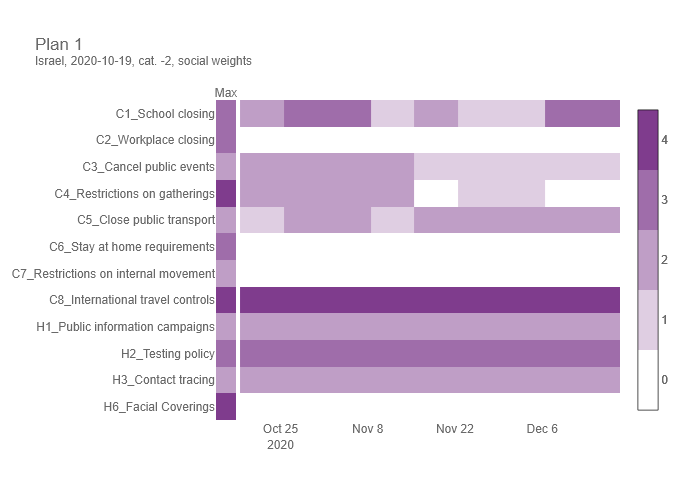 Plan 1
Israel, 2020-10-19, cat. -2, social weights
Max
C1_School closing
C2_Workplace closing
C3_Cancel public events
C4_Restrictions on gatherings
C5_Close public transport
C6_Stay at home requirements
C7_Restrictions on internal movement
C8_International travel controls
H1_Public information campaigns
H2_Testing policy
H3_Contact tracing
H6_Facial Coverings
Oct 25 Nov 8 Nov 22 Dec 6
2020
4
3
2
1
0